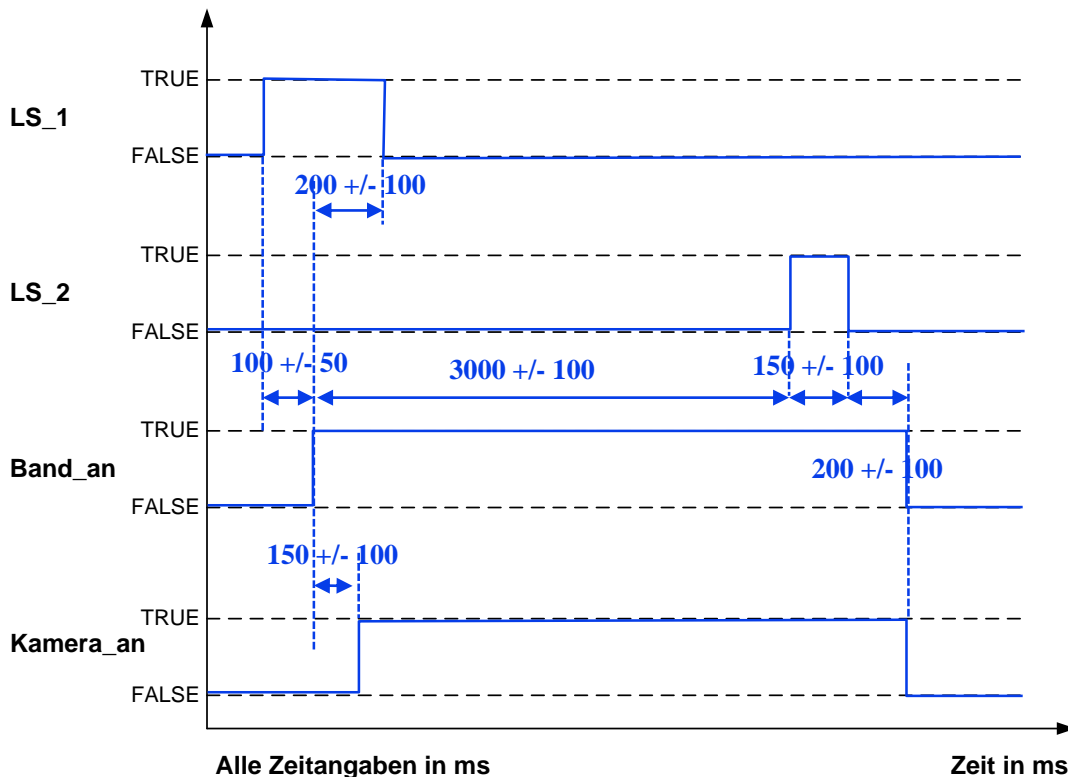 TRUE
LS_1
FALSE
200 +/- 100
TRUE
LS_2
FALSE
100 +/- 50
3000 +/- 100
150 +/- 100
TRUE
Band_an
200 +/- 100
FALSE
150 +/- 100
TRUE
Kamera_an
FALSE
Alle Zeitangaben in ms
Zeit in ms